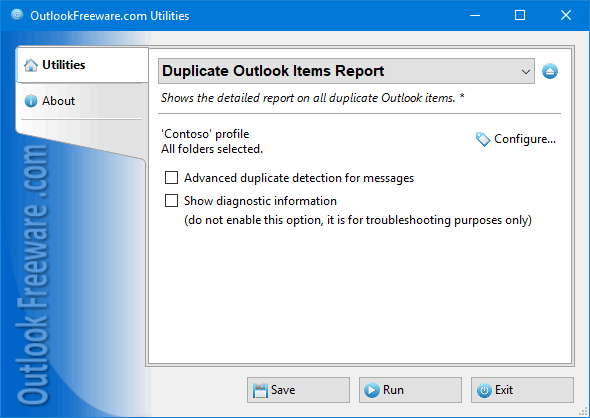 OutlookFreeware.com Utilities
Utilities
About
Duplicate Outlook Items Report
Shows the detailed report on all duplicate Outlook items. *
'Contoso' profile
All folders selected.
Configure...
Advanced duplicate detection for messages
Show diagnostic information
(do not enable this option, it is for troubleshooting purposes only)
Outlook Freeware .com
Save
Run
Exit